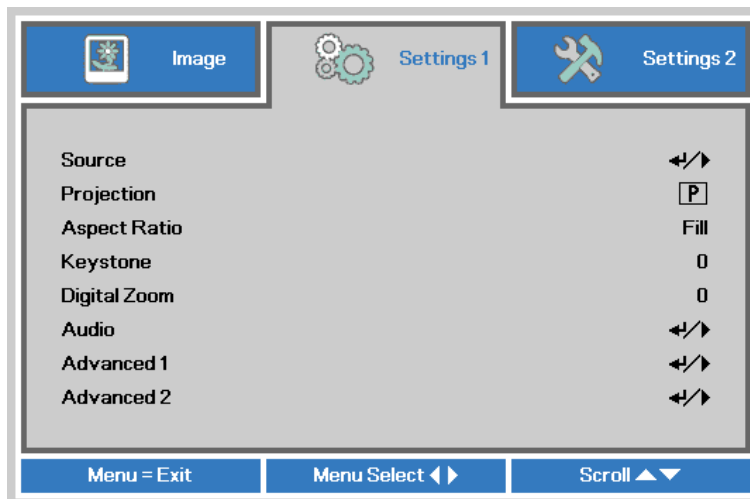 Image
Settings 1
Settings 2
Source ↵/▶
Projection P
Aspect Ratio Fill
Keystone 0
Digital Zoom 0
Audio ↵/▶
Advanced 1 ↵/▶
Advanced 2 ↵/▶
Menu = Exit
Menu Select ◀ ▶
Scroll ▲▼